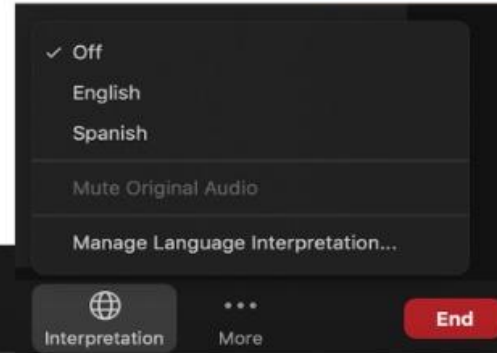 Off
English
Spanish
Mute Original Audio
Manage Language Interpretation...
Interpretation
More
End